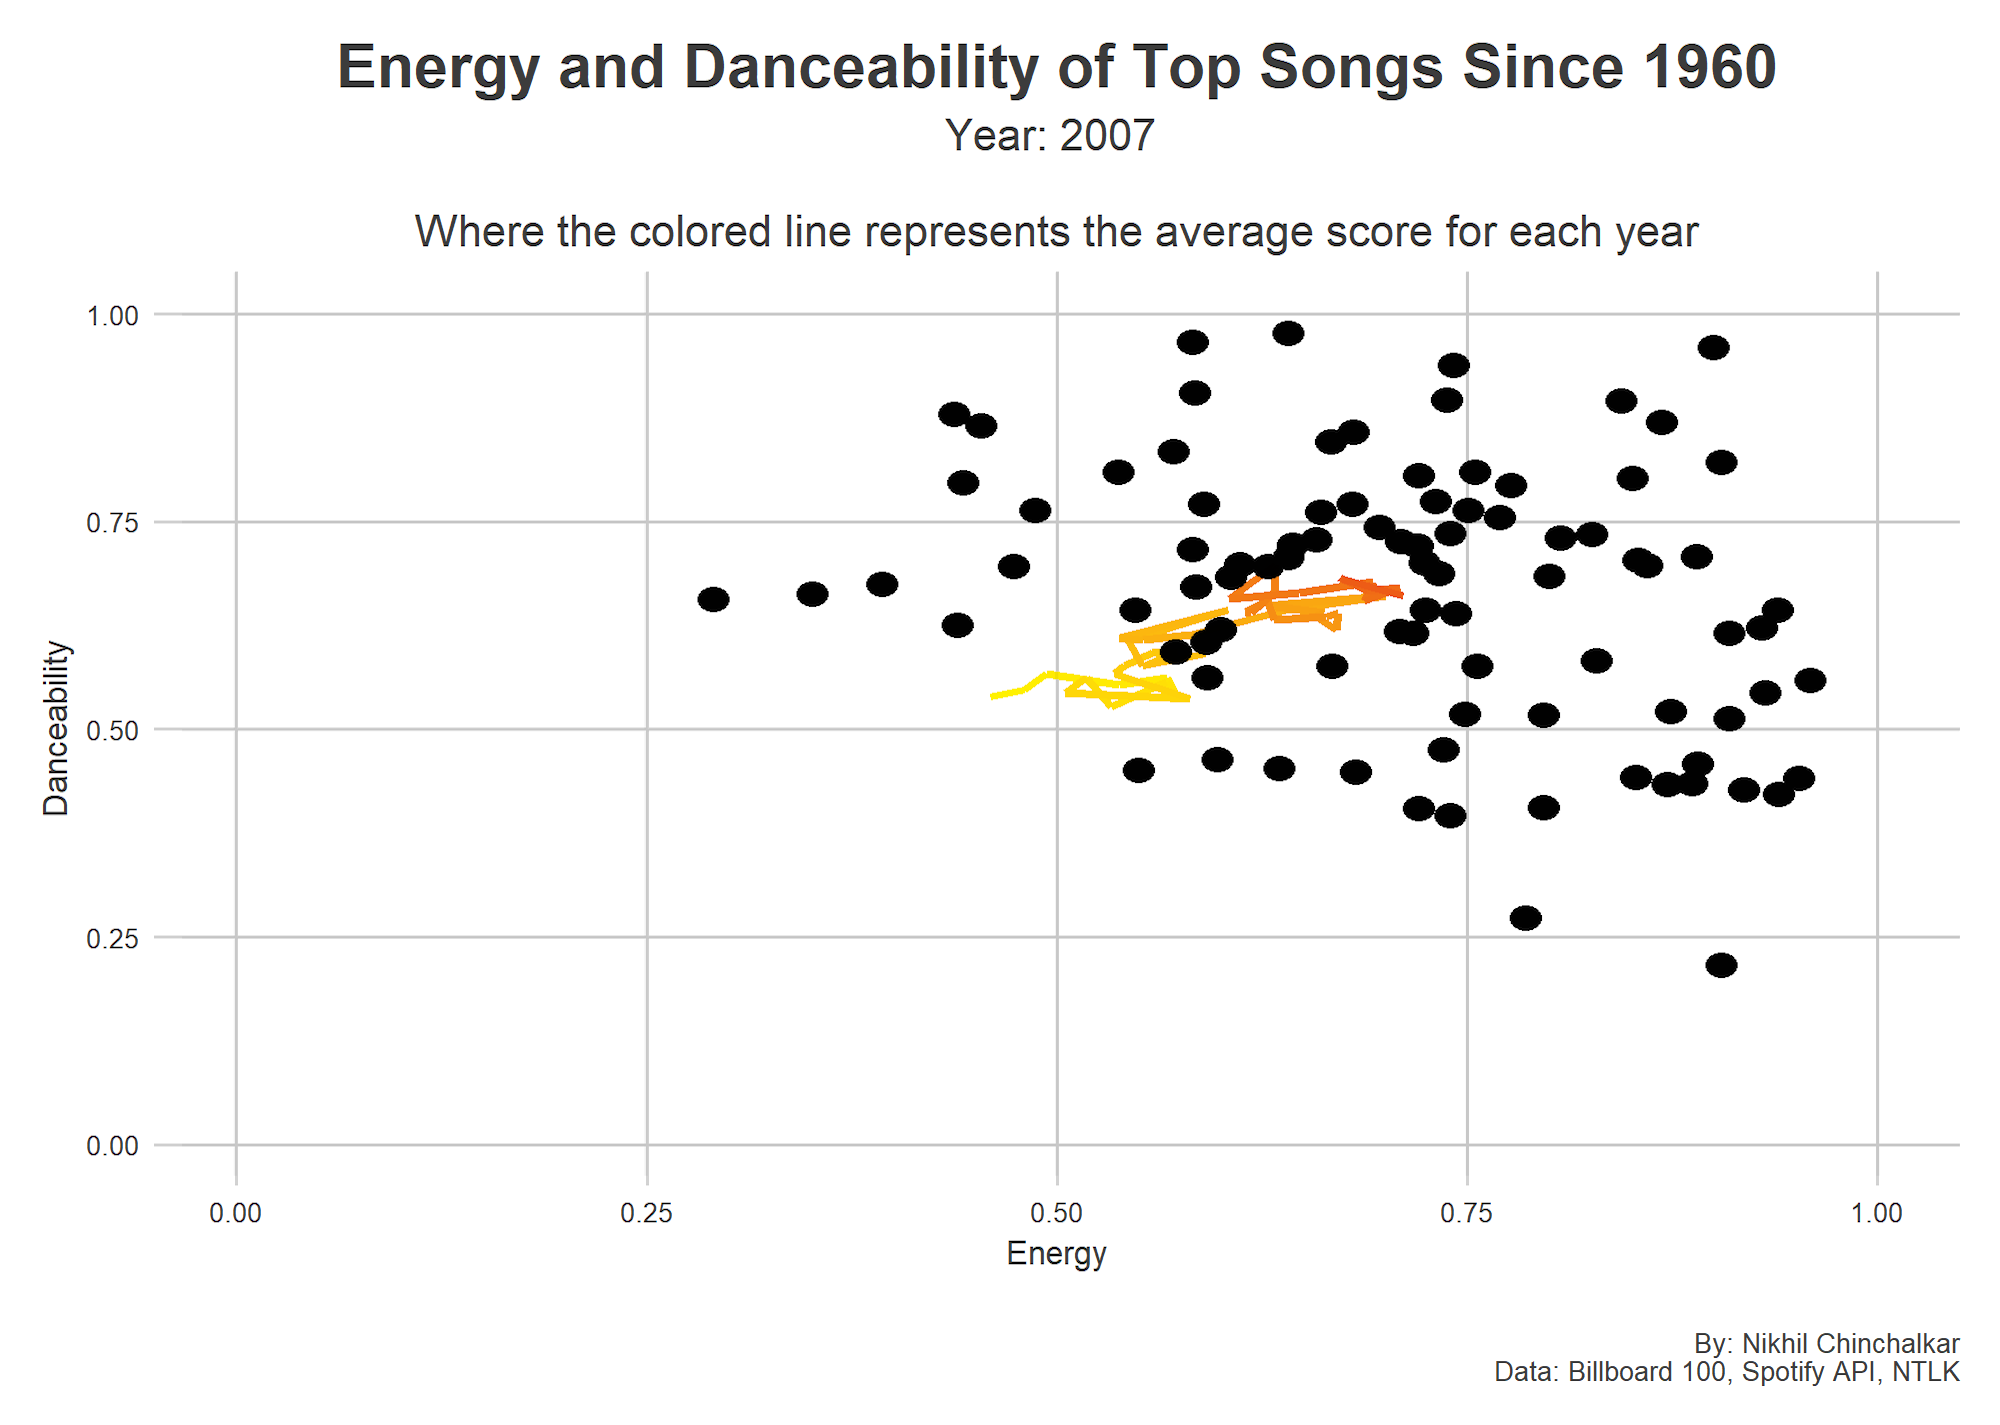 Energy and Danceability of Top Songs Since 1960
Year: 2007
Where the colored line represents the average score for each year
1.00
0.75
0.50
0.25
0.00
Danceability
0.00 0.25 0.50 0.75 1.00
Energy
By: Nikhil Chinchalkar
Data: Billboard 100, Spotify API, NTLK